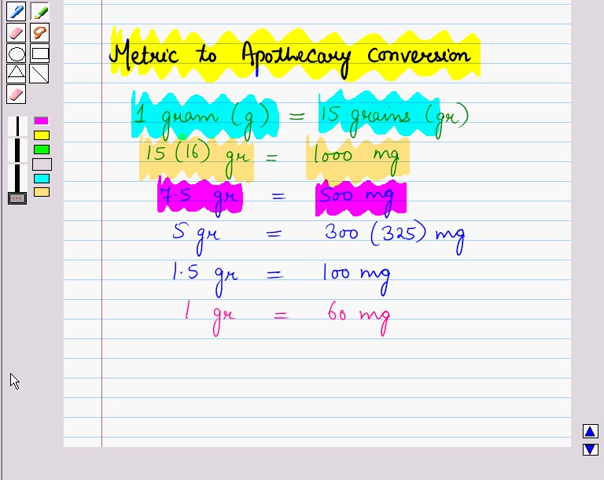 Metric to Apothecary conversion
1 gram (g) = 15 grains (gr)
15 (16) gr = 1000 mg
7.5 gr = 500 mg
5 gr = 300 (325) mg
1.5 gr = 100 mg
1 gr = 60 mg